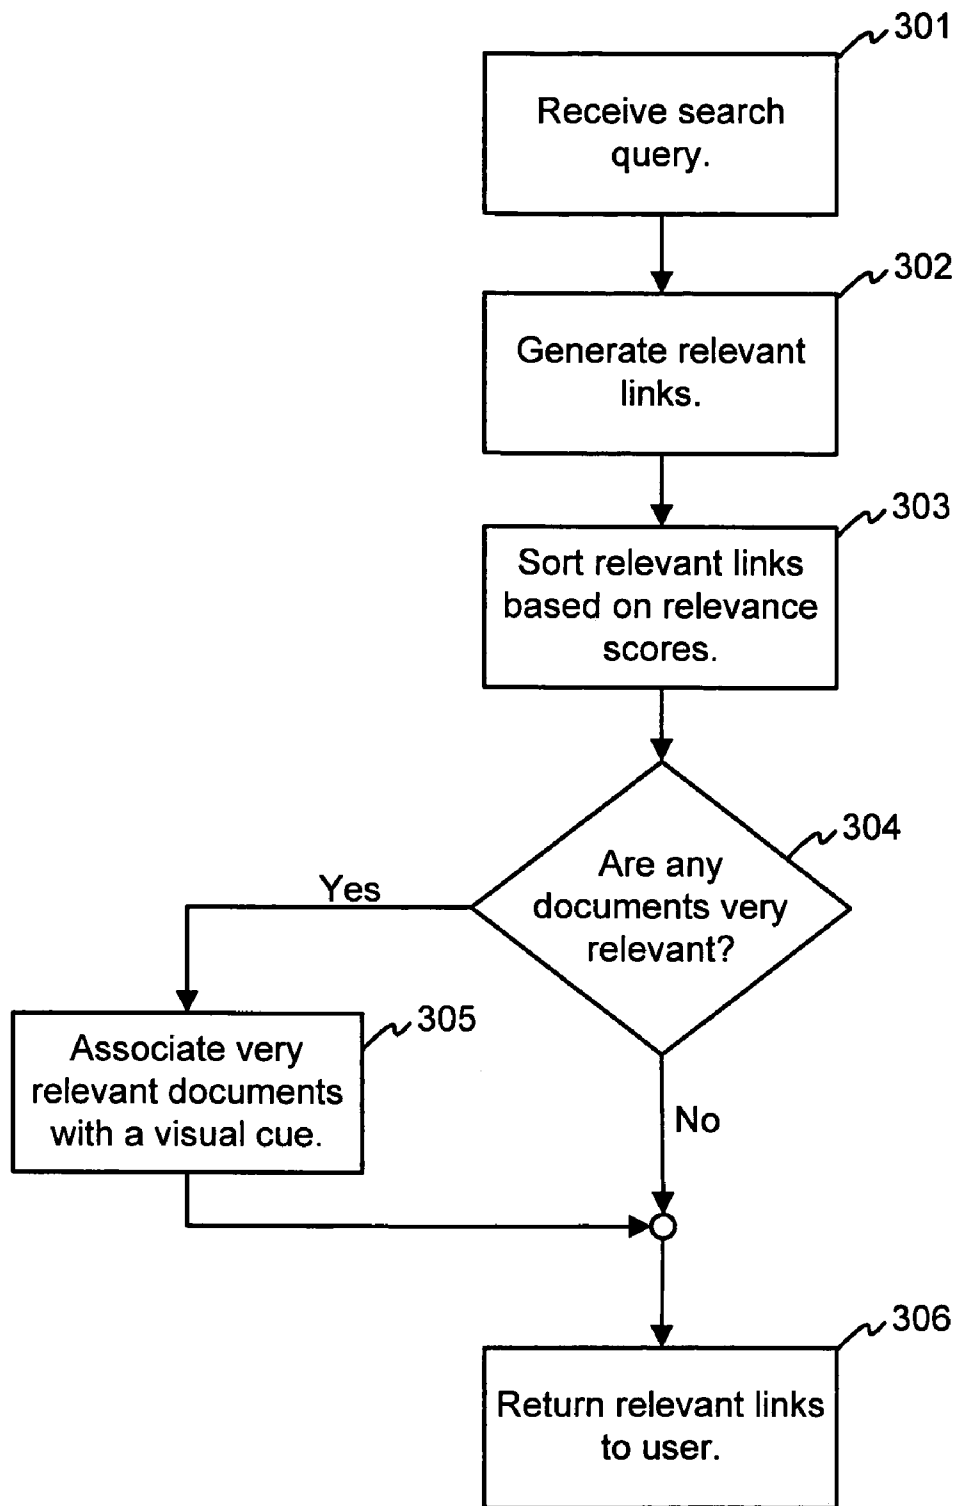 301
Receive search
query.
302
Generate relevant
links.
303
Sort relevant links
based on relevance
scores.
304
Are any
documents very
relevant?
Yes
305
Associate very
relevant documents
with a visual cue.
No
306
Return relevant links
to user.